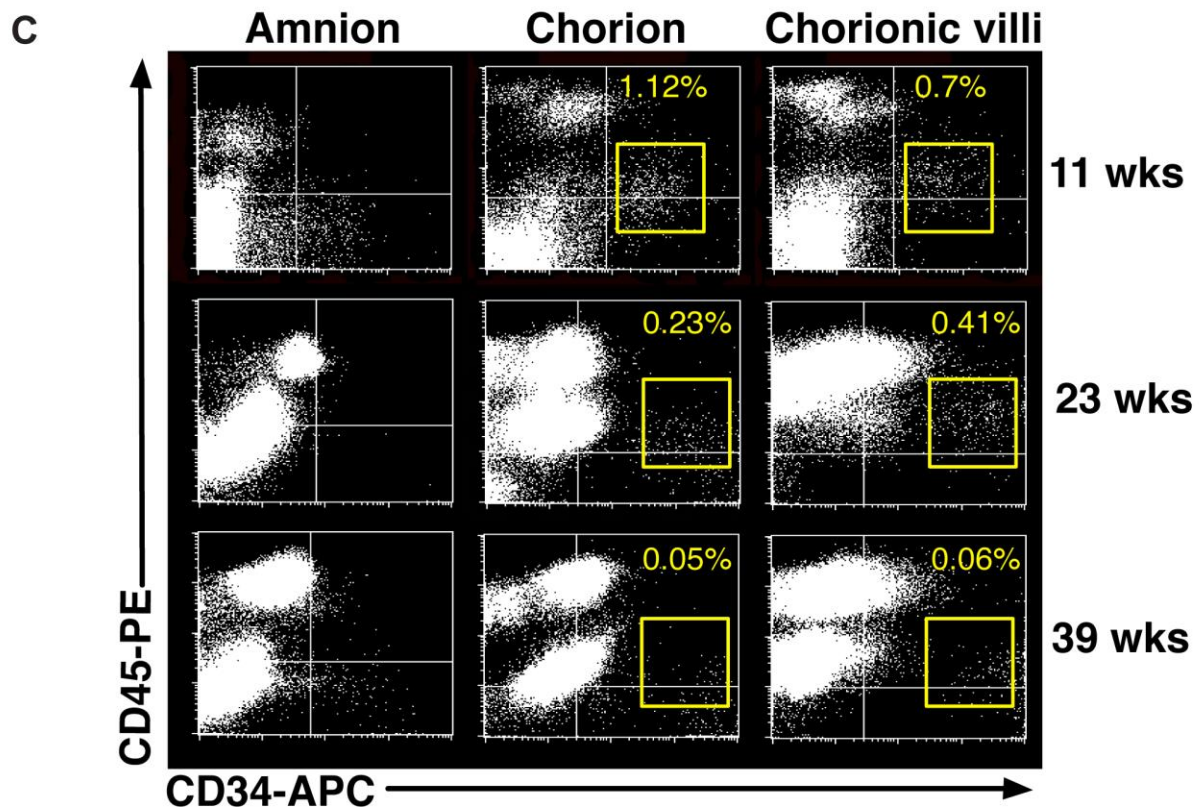 C
Amnion Chorion Chorionic villi
1.12% 0.7%
11 wks
0.23% 0.41%
23 wks
0.05% 0.06%
39 wks
CD45-PE
CD34-APC